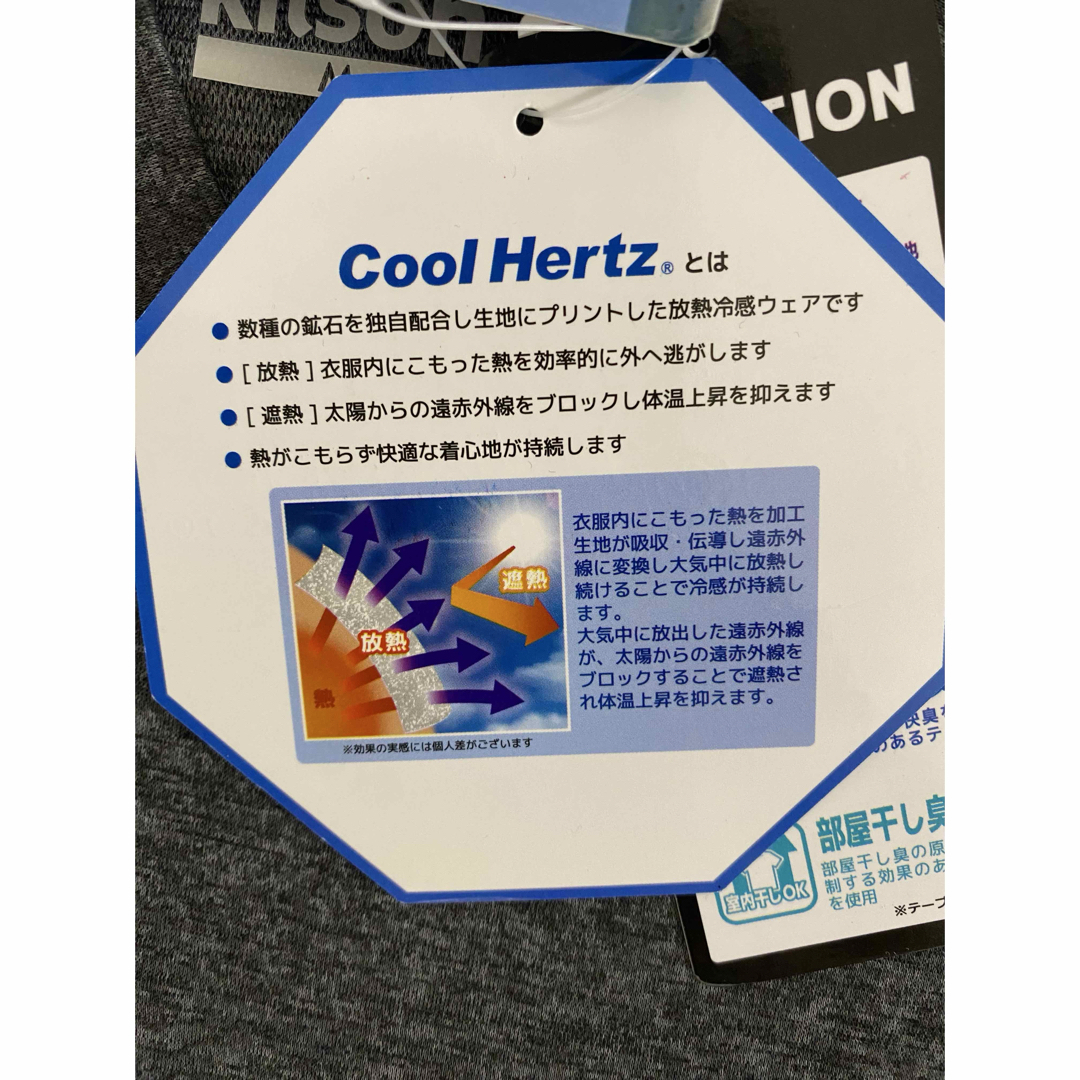 kitson
M
TION
Cool Hertz® とは
● 数種の鉱石を独自配合し生地にプリントした放熱冷感ウェアです
● [ 放熱 ] 衣服内にこもった熱を効率的に外へ逃がします
● [ 遮熱 ] 太陽からの遠赤外線をブロックし体温上昇を抑えます
● 熱がこもらず快適な着心地が持続します
遮熱
放熱
熱
※効果の実感には個人差がございます
衣服内にこもった熱を加工
生地が吸収・伝導し遠赤外
線に変換し大気中に放熱し
続けることで冷感が持続し
ます。
大気中に放出した遠赤外線
が、太陽からの遠赤外線を
ブロックすることで遮熱さ
れ体温上昇を抑えます。
のあるテ
部屋干し臭
部屋干し臭の原
制する効果のあ
を使用
※テープ
室内干しOK